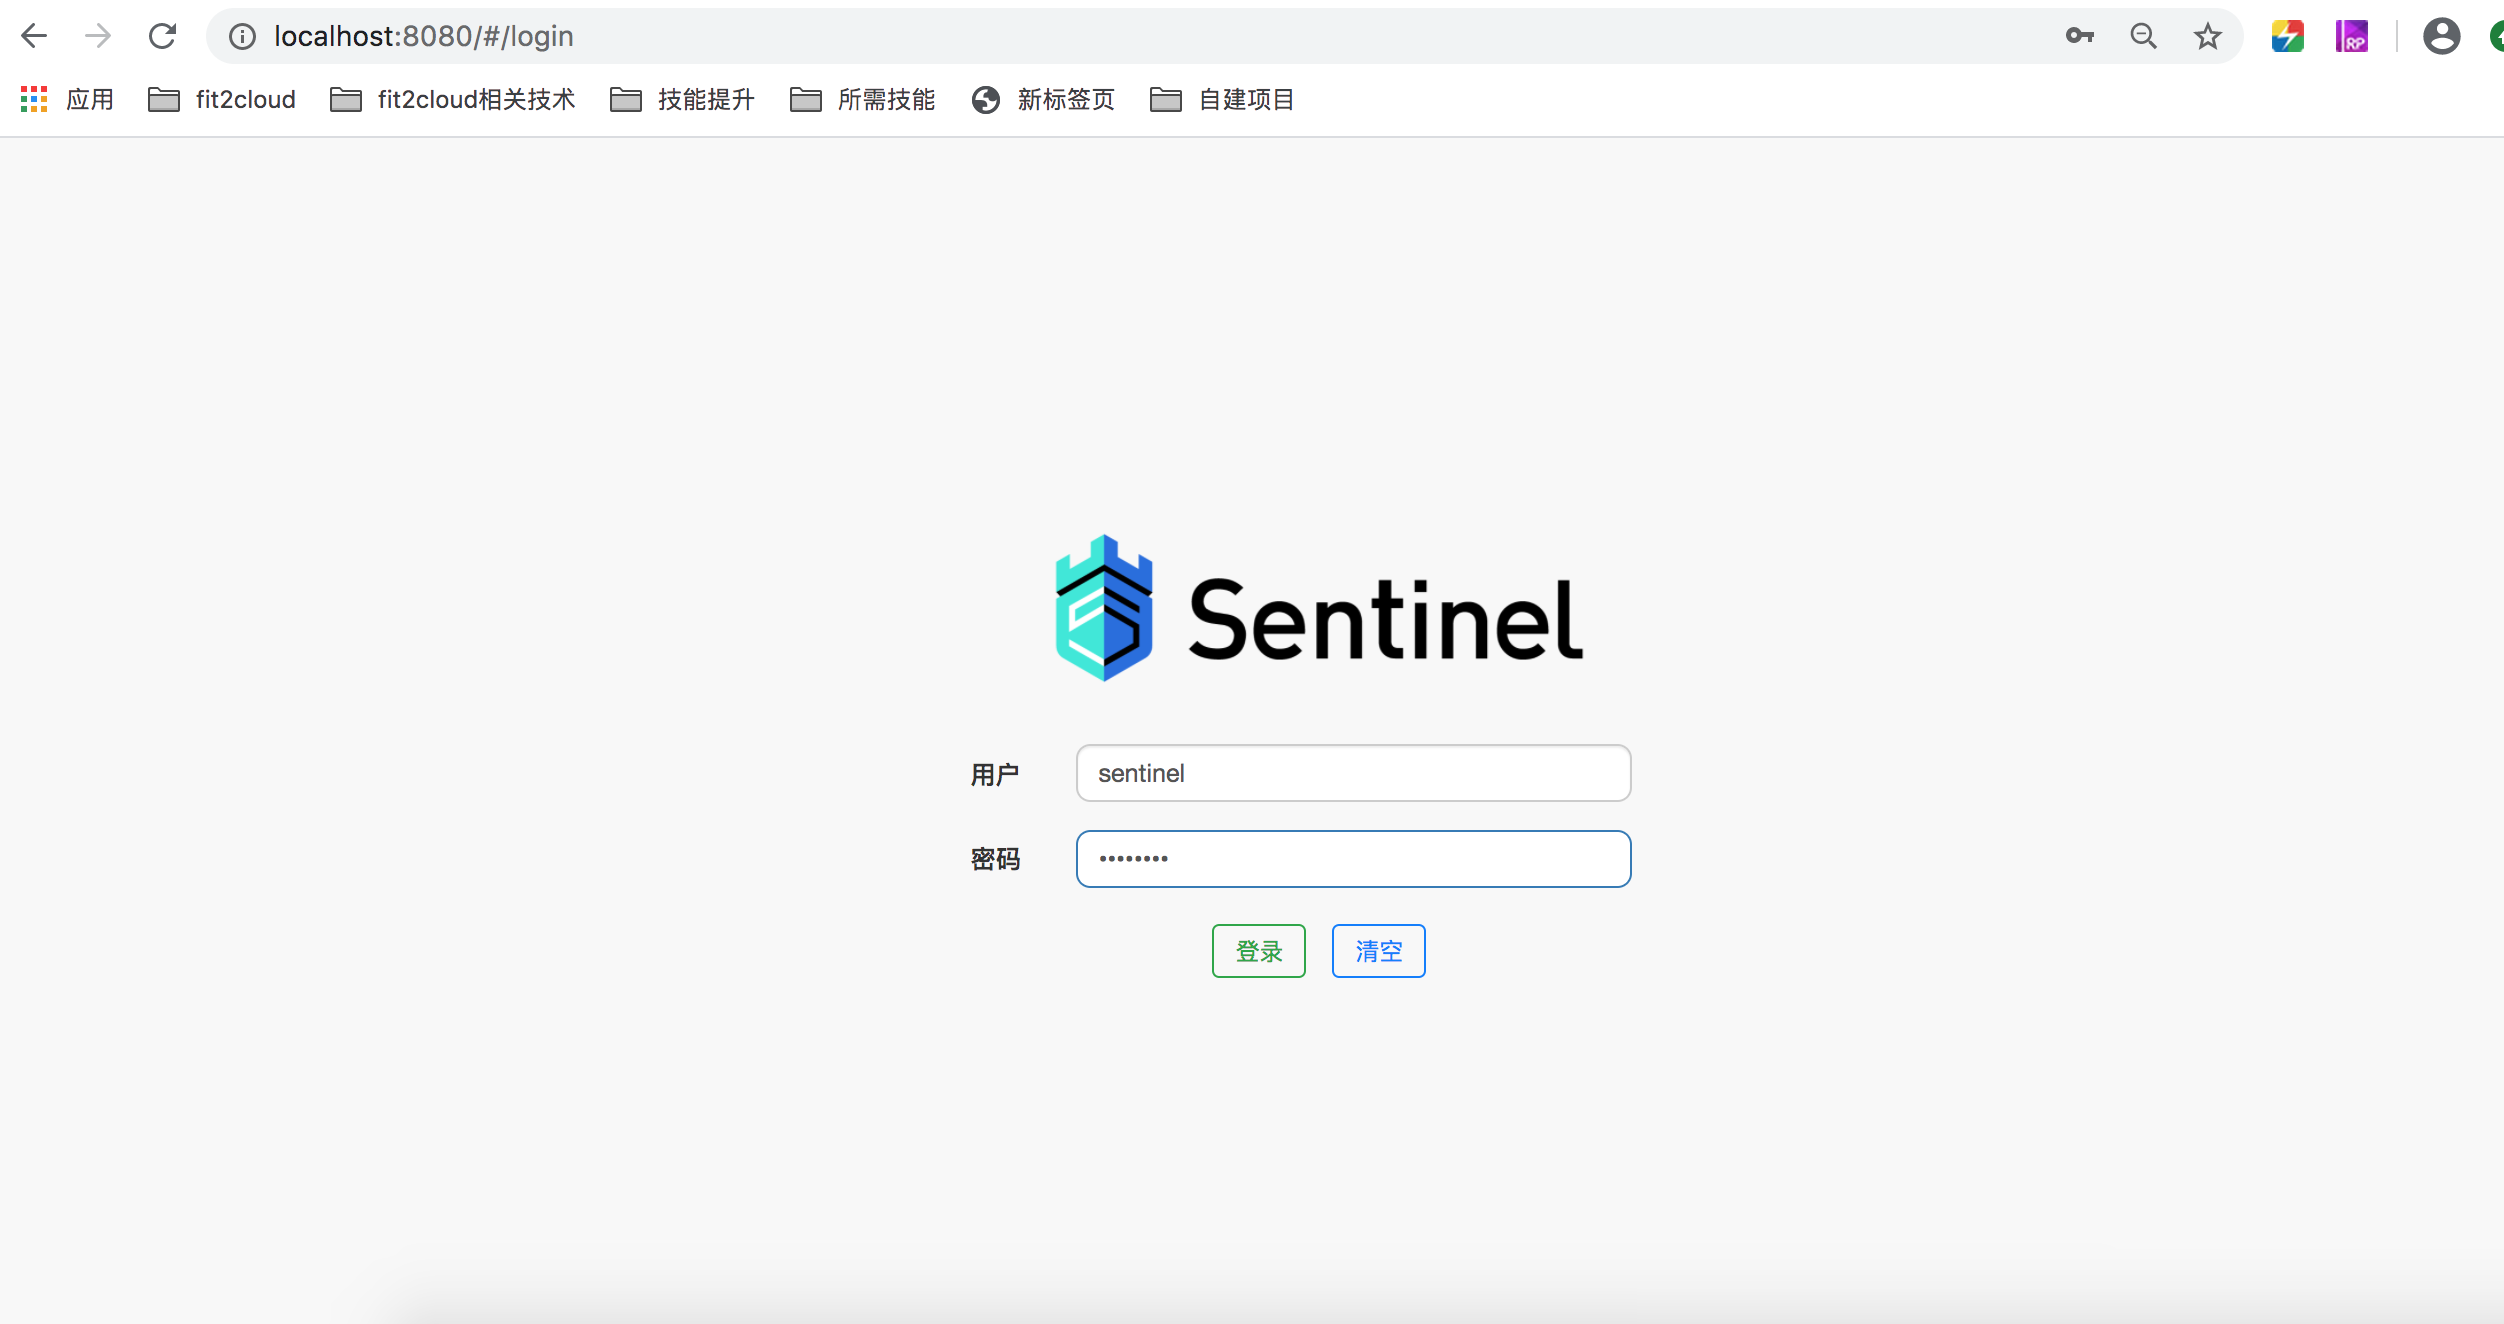 localhost:8080/#/login
应用 fit2cloud fit2cloud相关技术 技能提升 所需技能 新标签页 自建项目
RP
Sentinel
用户 sentinel
密码 ••••••••
登录 清空